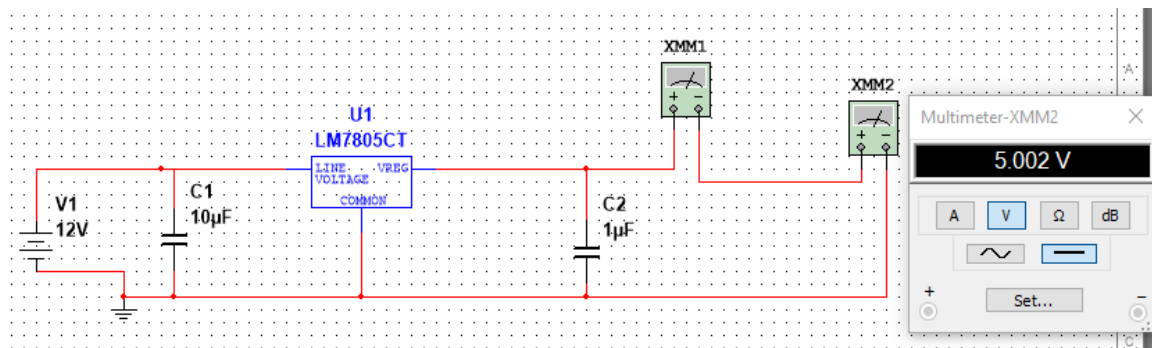 XMM1
XMM2
Multimeter-XMM2
5.002 V
A V Ω dB
+ −
Set...
U1
LM7805CT
LINE VREG
VOLTAGE
COMMON
V1
12V
C1
10µF
C2
1µF
+ −
+ −
A
C